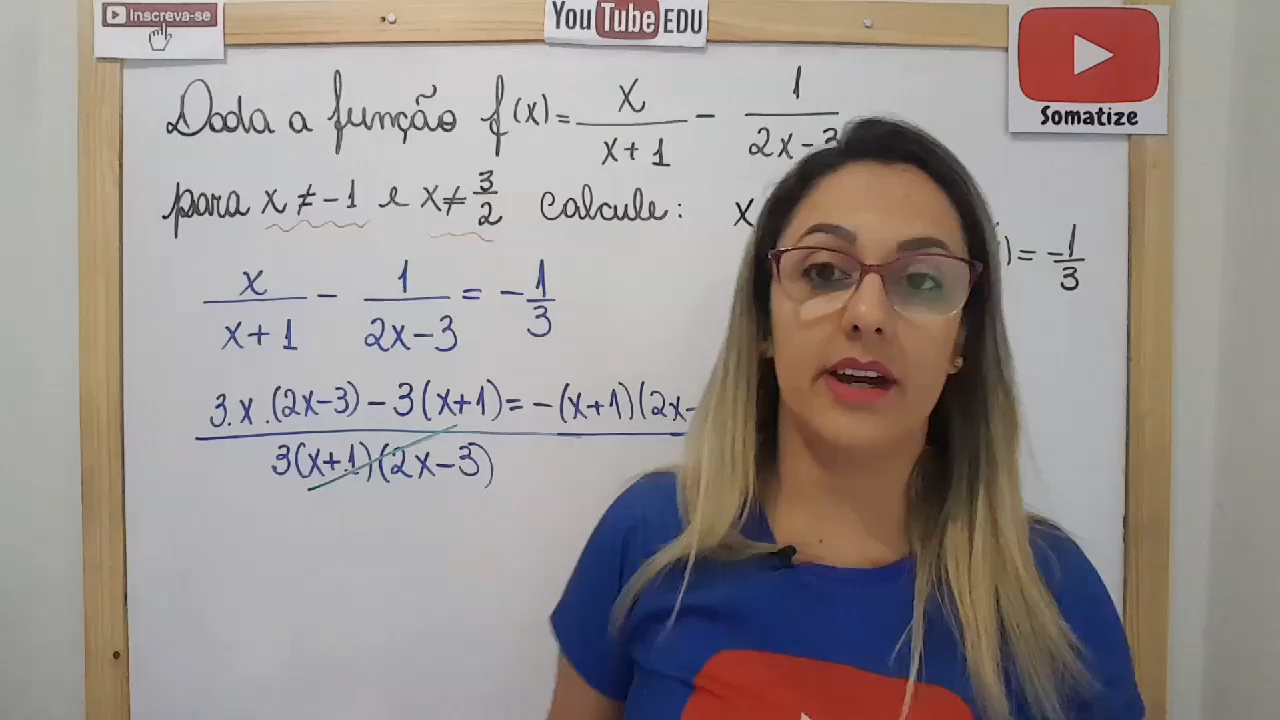 Inscreva-se
YouTube EDU
Somatize
Dada a função f(x) = x/(x+1) - 1/(2x-3)
para x ≠ -1 e x ≠ 3/2 calcule: x ) = -1/3
x/(x+1) - 1/(2x-3) = -1/3
3.x.(2x-3) - 3(x+1) = -(x+1)(2x-
3(x+1)(2x-3)